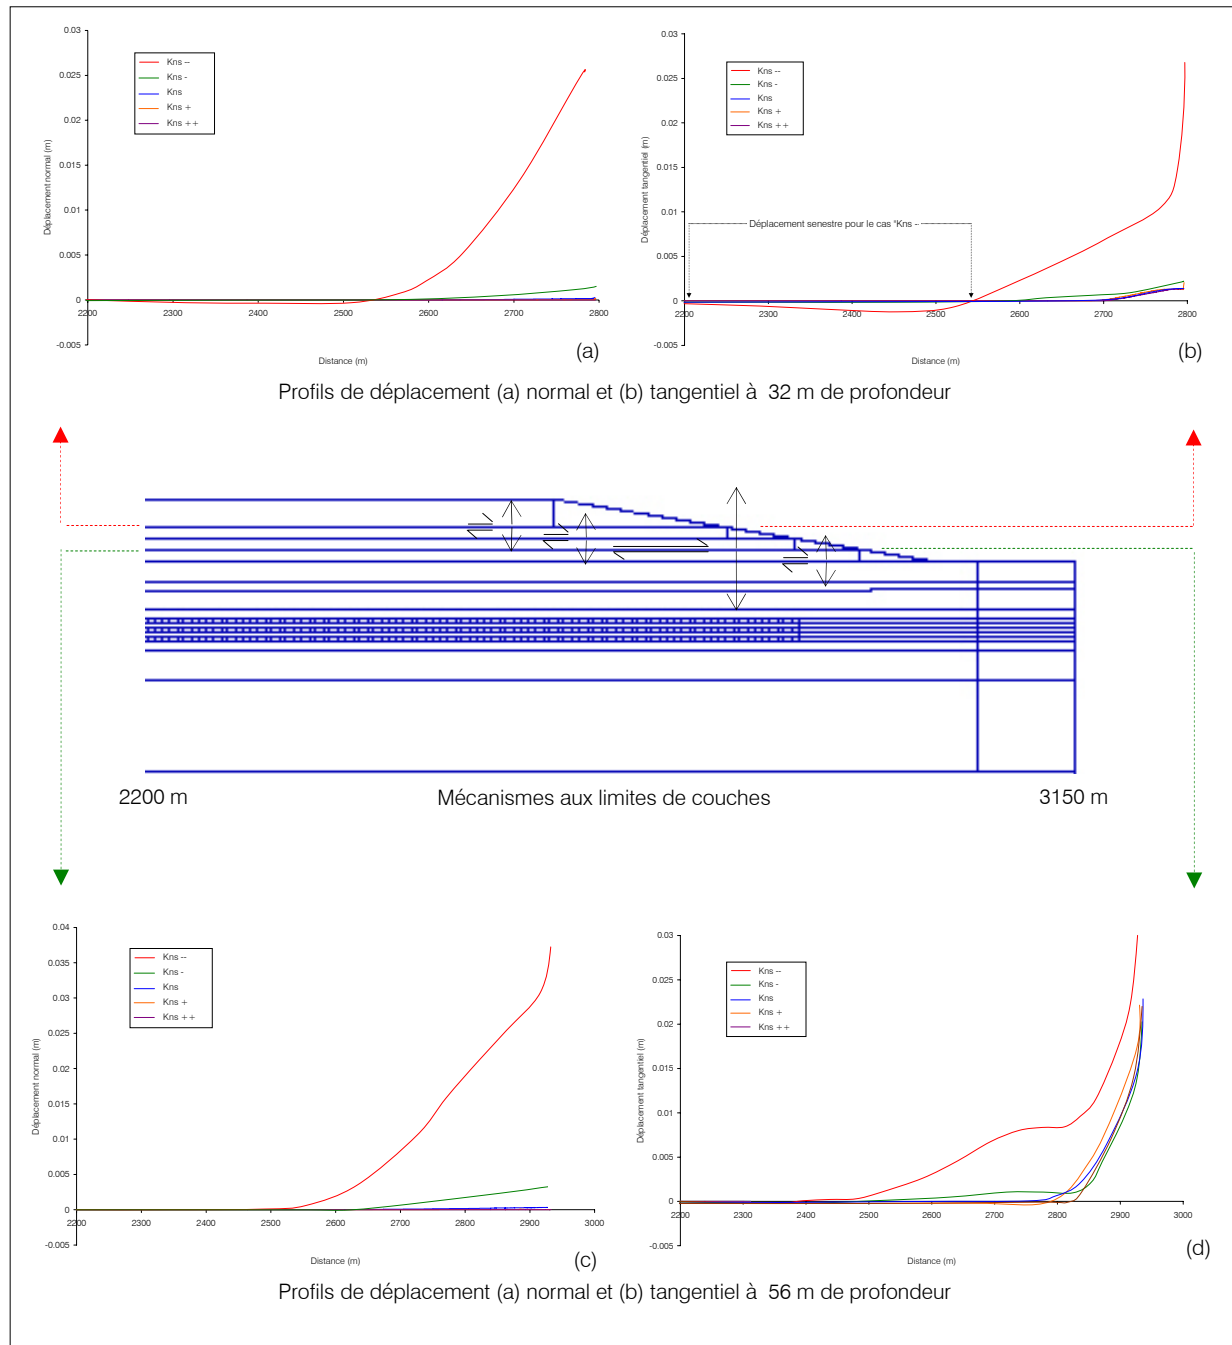 0.03
0.025
0.02
0.015
0.01
0.005
0
-0.005
Déplacement normal (m)
Kns --
Kns -
Kns
Kns +
Kns ++
2200
2300
2400
2500
2600
2700
2800
Distance (m)
(a)
0.03
0.025
0.02
0.015
0.01
0.005
0
-0.005
Déplacement tangentiel (m)
Kns --
Kns -
Kns
Kns +
Kns ++
Déplacement senestre pour le cas "Kns --
2200
2300
2400
2500
2600
2700
2800
Distance (m)
(b)
Profils de déplacement (a) normal et (b) tangentiel à 32 m de profondeur
2200 m
Mécanismes aux limites de couches
3150 m
0.04
0.035
0.03
0.025
0.02
0.015
0.01
0.005
0
-0.005
Déplacement normal (m)
Kns --
Kns -
Kns
Kns +
Kns ++
2200
2300
2400
2500
2600
2700
2800
2900
3000
Distance (m)
(c)
0.03
0.025
0.02
0.015
0.01
0.005
0
-0.005
Déplacement tangentiel (m)
Kns --
Kns -
Kns
Kns +
Kns ++
2200
2300
2400
2500
2600
2700
2800
2900
3000
Distance (m)
(d)
Profils de déplacement (a) normal et (b) tangentiel à 56 m de profondeur